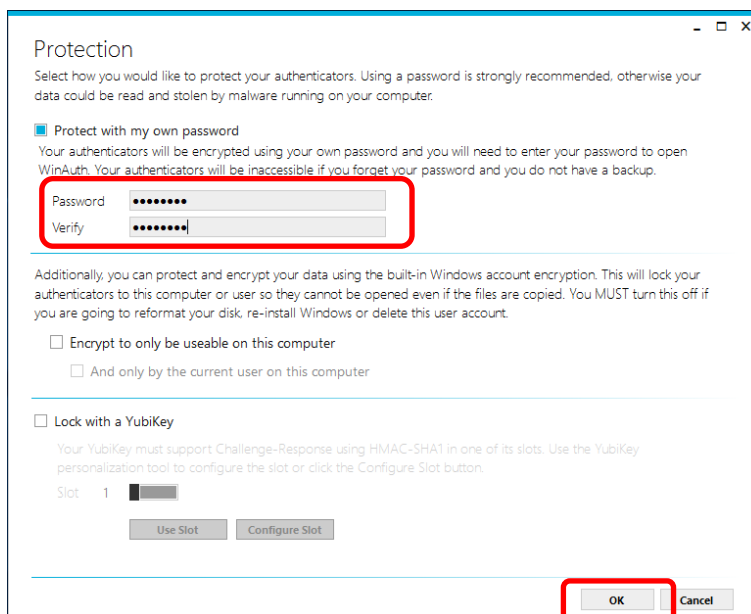 Protection
Select how you would like to protect your authenticators. Using a password is strongly recommended, otherwise your
data could be read and stolen by malware running on your computer.
Protect with my own password
Your authenticators will be encrypted using your own password and you will need to enter your password to open
WinAuth. Your authenticators will be inaccessible if you forget your password and you do not have a backup.
Password ●●●●●●●●
Verify ●●●●●●●●
Additionally, you can protect and encrypt your data using the built-in Windows account encryption. This will lock your
authenticators to this computer or user so they cannot be opened even if the files are copied. You MUST turn this off if
you are going to reformat your disk, re-install Windows or delete this user account.
Encrypt to only be useable on this computer
And only by the current user on this computer
Lock with a YubiKey
Your YubiKey must support Challenge-Response using HMAC-SHA1 in one of its slots. Use the YubiKey
personalization tool to configure the slot or click the Configure Slot button.
Slot 1
Use Slot Configure Slot
OK Cancel